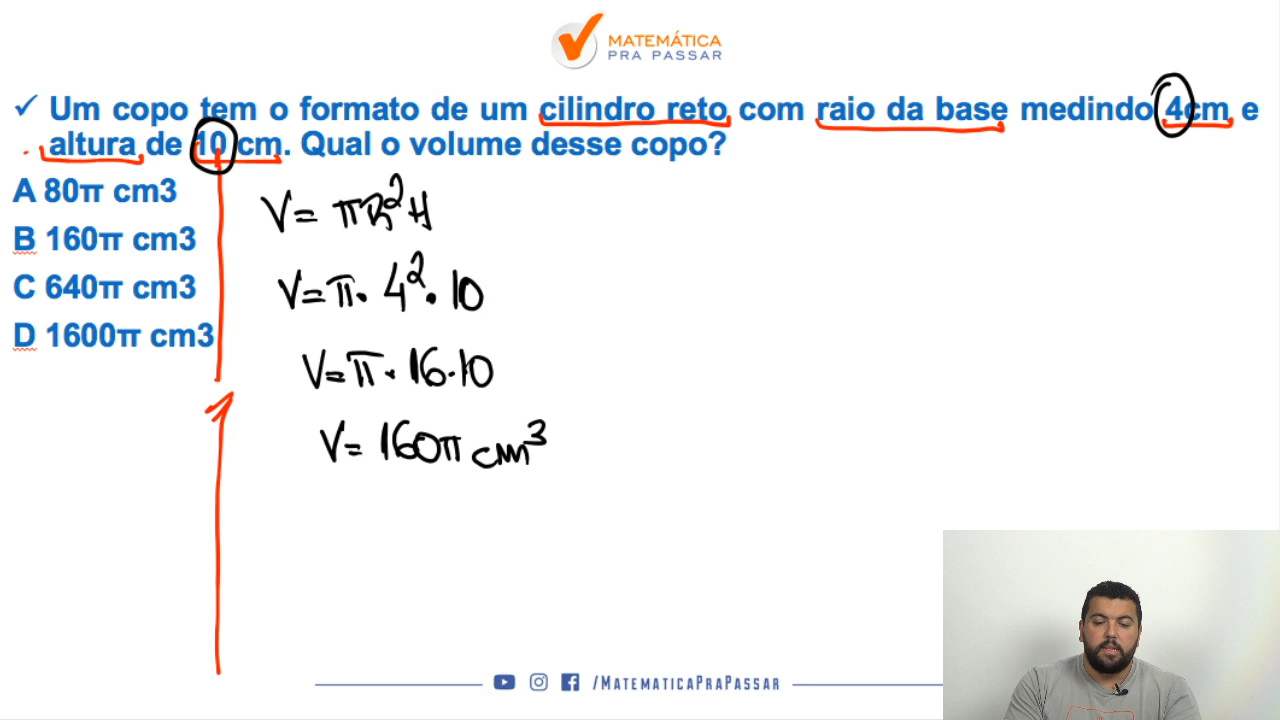 MATEMÁTICA
PRA PASSAR
✓ Um copo tem o formato de um cilindro reto com raio da base medindo 4cm e
altura de 10 cm. Qual o volume desse copo?
A 80π cm3
B 160π cm3
C 640π cm3
D 1600π cm3
V = πR²H
V = π · 4² · 10
V = π · 16 · 10
V = 160π cm³
/MatematicaPraPassar